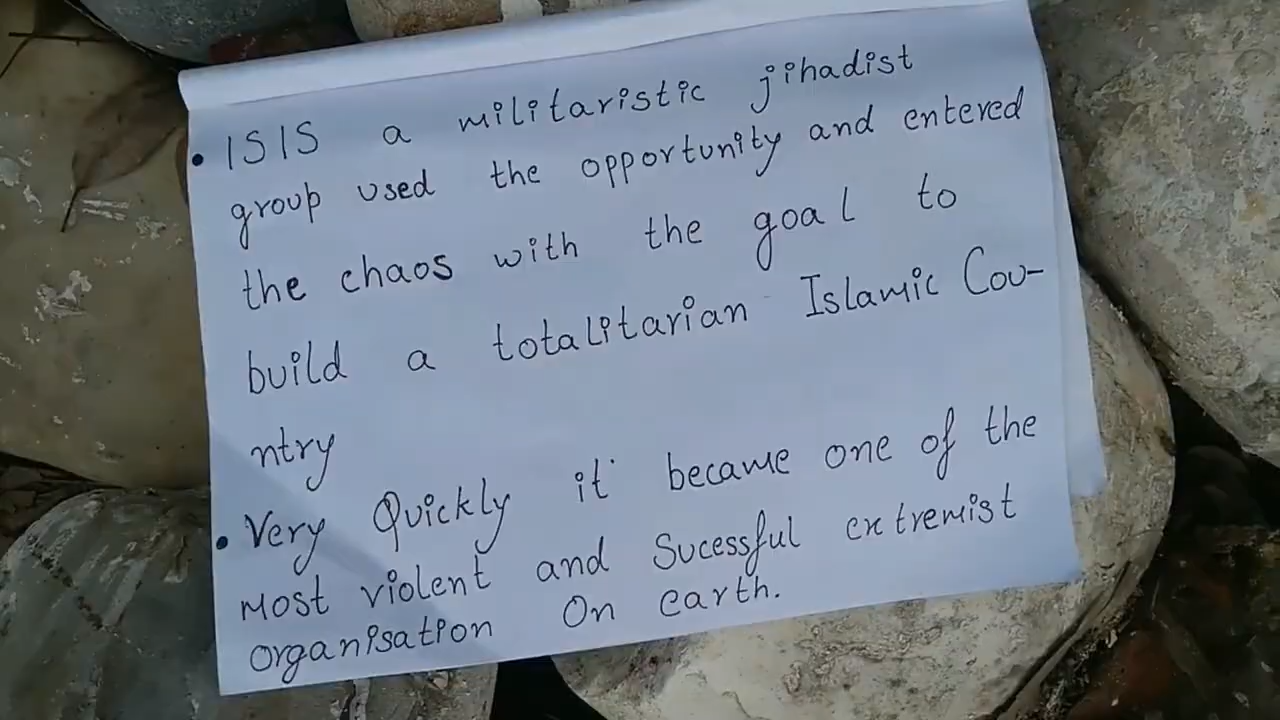 • ISIS a militaristic jihadist
group used the opportunity and entered
the chaos with the goal to
build a totalitarian Islamic Cou-
ntry
• Very Quickly it became one of the
most violent and Sucessful extremist
organisation On earth.